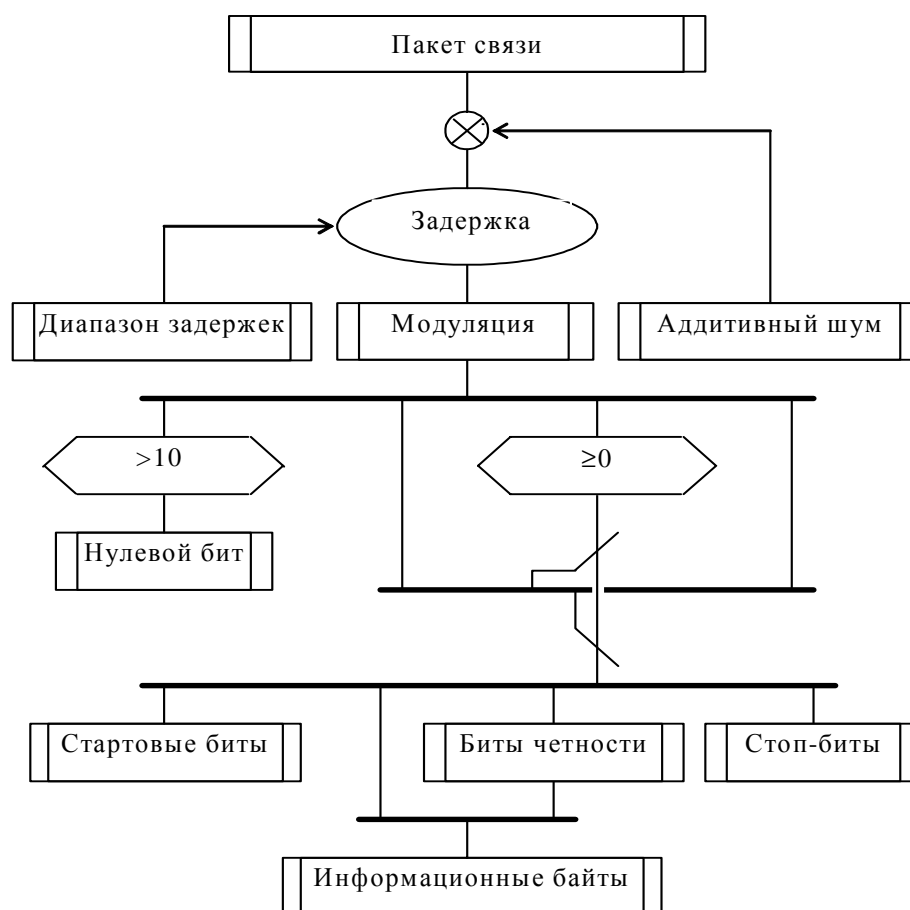 Пакет связи
Задержка
Диапазон задержек
Модуляция
Аддитивный шум
>10
≥0
Нулевой бит
Стартовые биты
Биты четности
Стоп-биты
Информационные байты